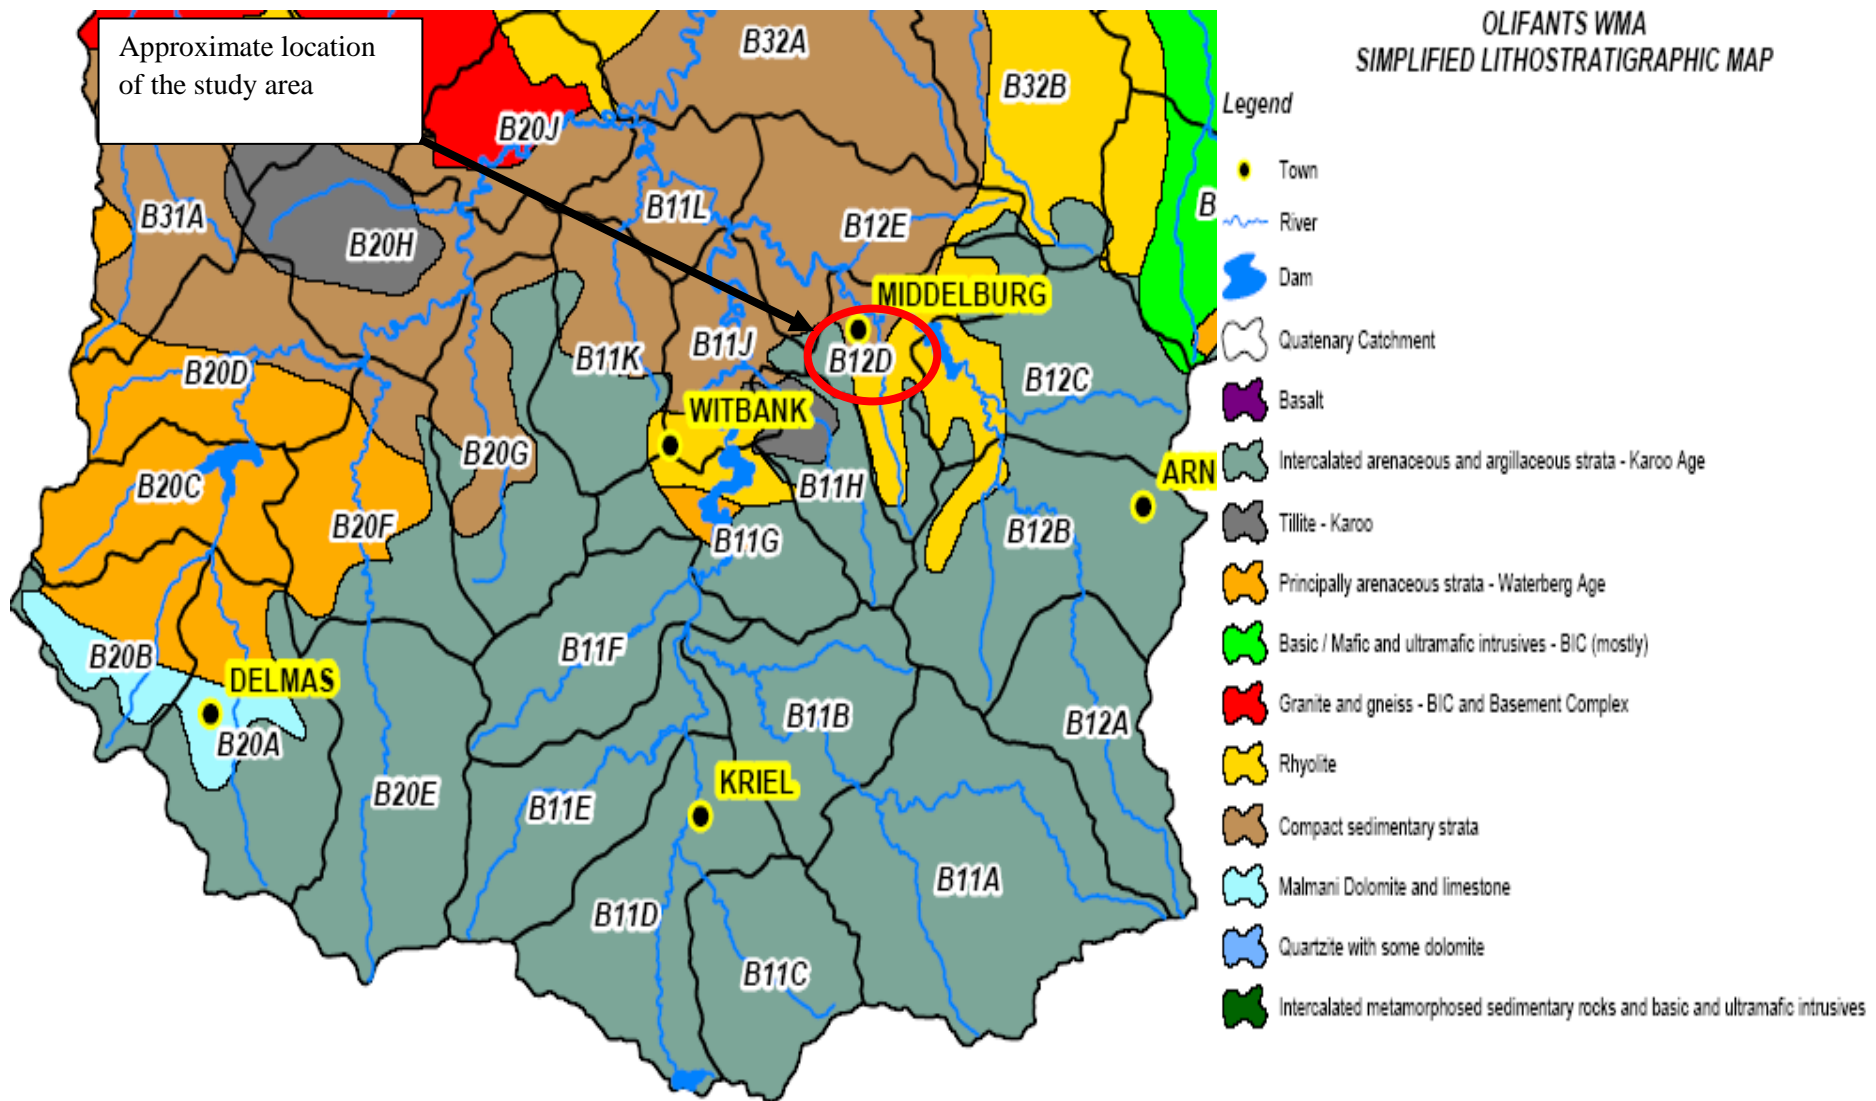 OLIFANTS WMA
SIMPLIFIED LITHOSTRATIGRAPHIC MAP
Approximate location
of the study area
B32A
B32B
B20J
B31A
B20H
B11L
B12E
B
MIDDELBURG
B20D
B11K
B11J
B12D
B12C
WITBANK
B20G
B20C
B11H
ARN
B20F
B11G
B12B
B20B
B11F
DELMAS
B11B
B12A
B20A
KRIEL
B20E
B11E
B11A
B11D
B11C
Legend
Town
River
Dam
Quatenary Catchment
Basalt
Intercalated arenaceous and argillaceous strata - Karoo Age
Tillite - Karoo
Principally arenaceous strata - Waterberg Age
Basic / Mafic and ultramafic intrusives - BIC (mostly)
Granite and gneiss - BIC and Basement Complex
Rhyolite
Compact sedimentary strata
Malmani Dolomite and limestone
Quartzite with some dolomite
Intercalated metamorphosed sedimentary rocks and basic and ultramafic intrusives